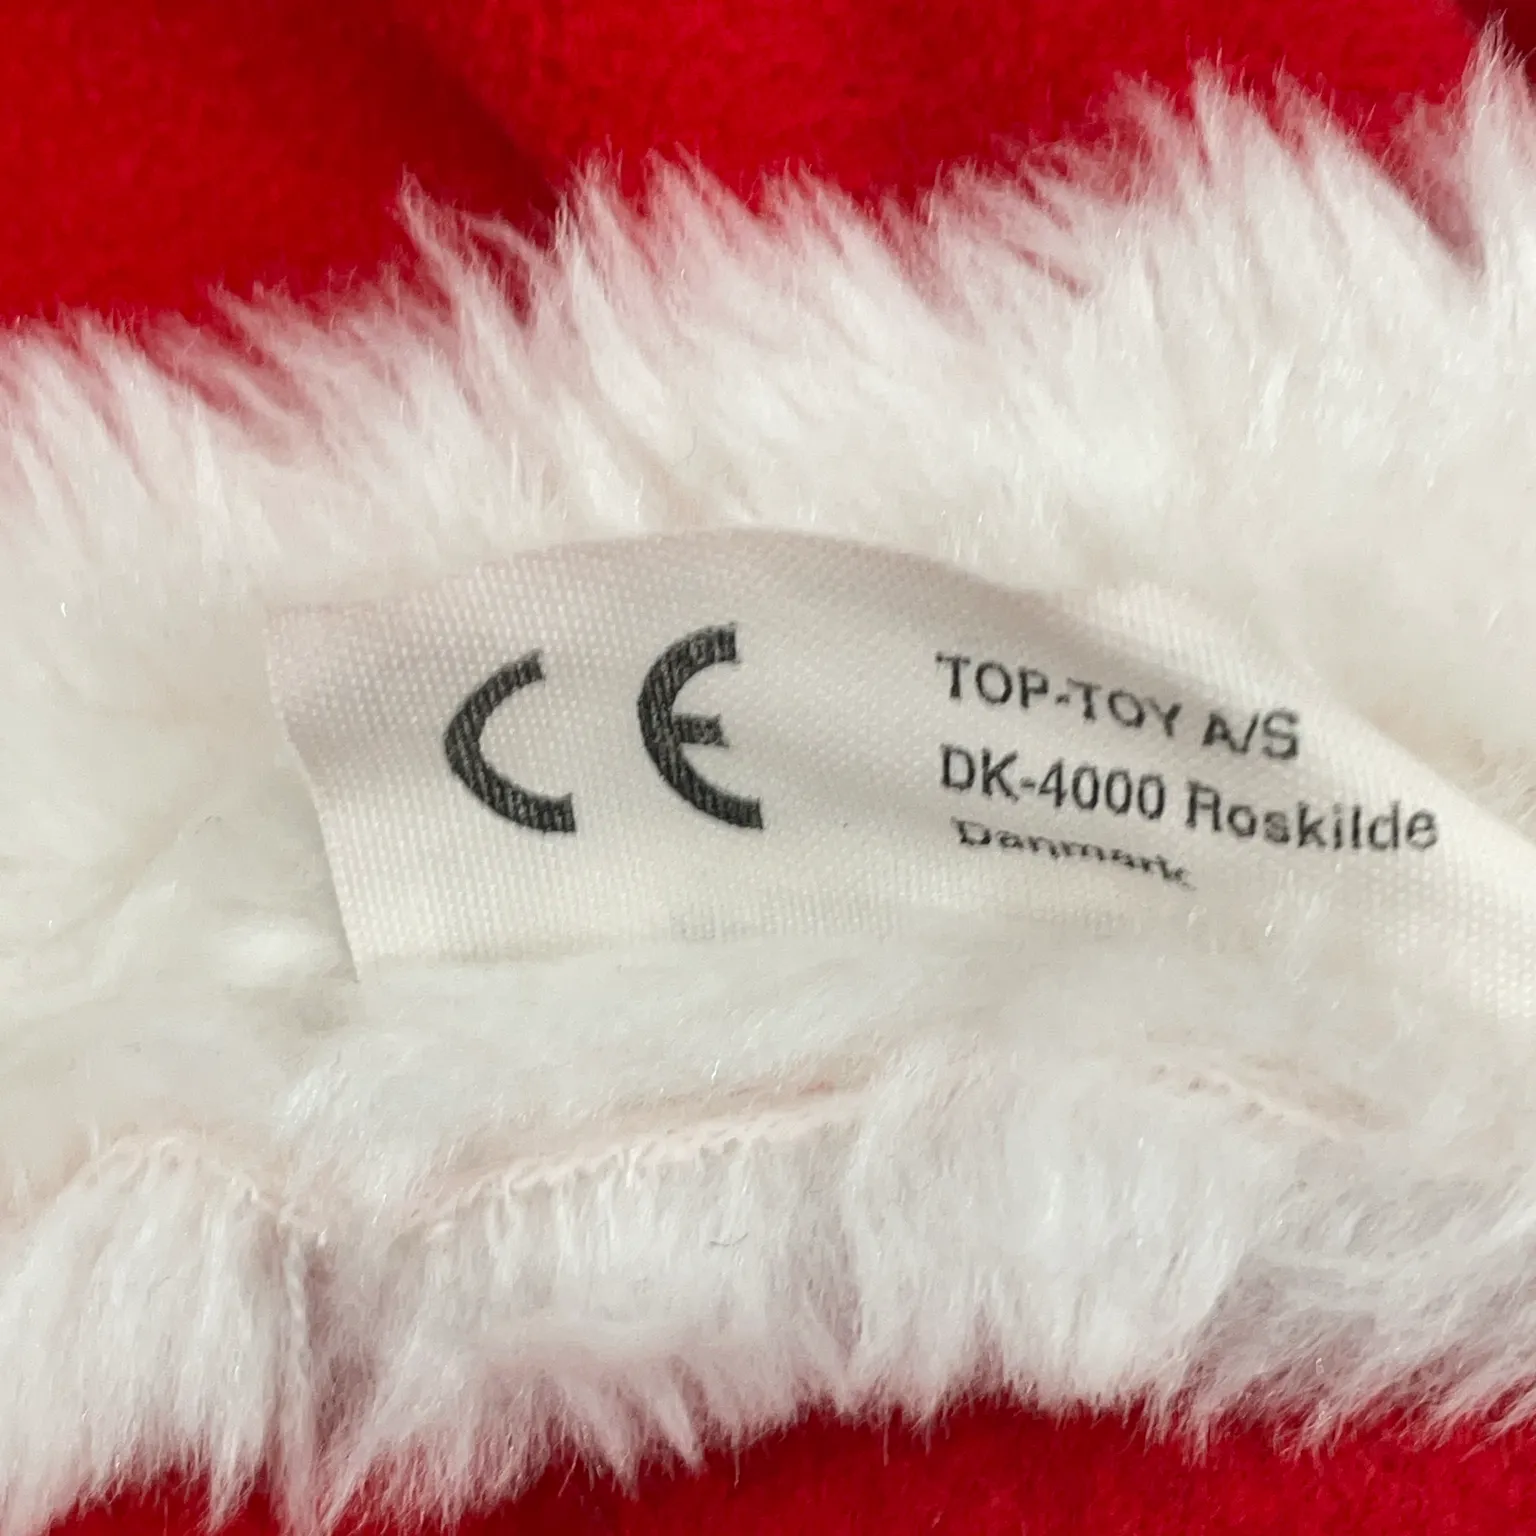 CE
TOP-TOY A/S
DK-4000 Roskilde
Danmark